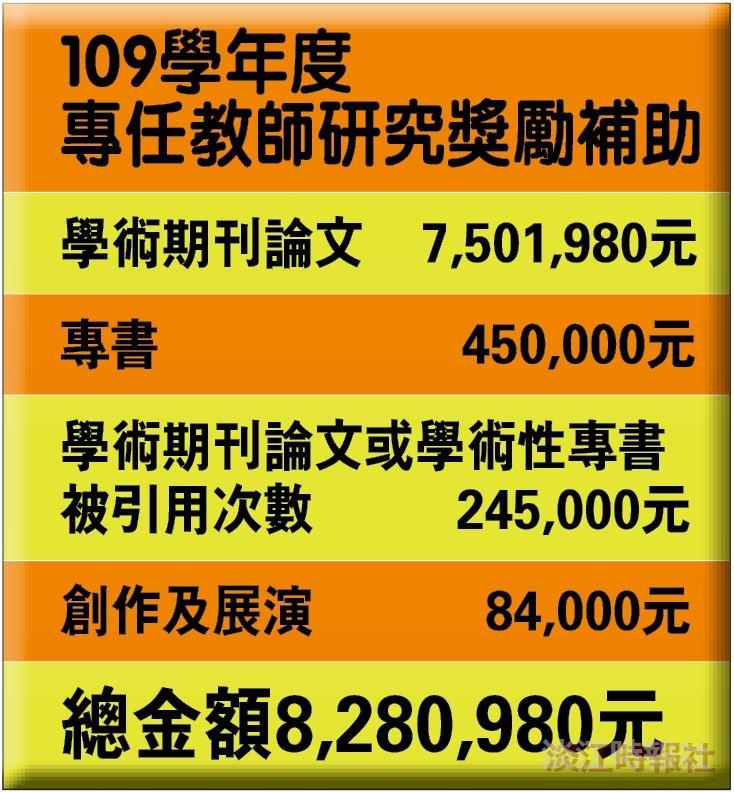 109學年度
專任教師研究獎勵補助
學術期刊論文 7,501,980元
專書 450,000元
學術期刊論文或學術性專書
被引用次數 245,000元
創作及展演 84,000元
總金額8,280,980元
淡江時報社